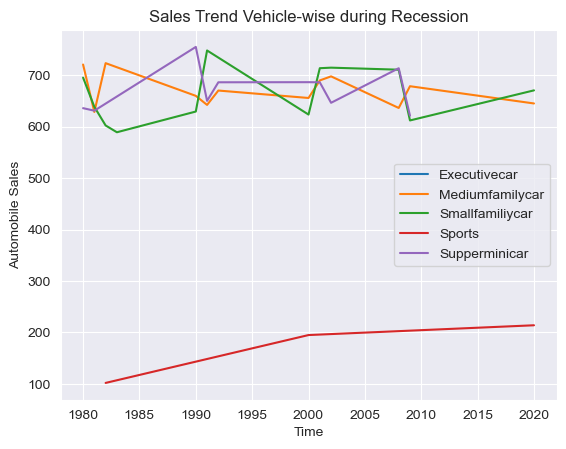 Sales Trend Vehicle-wise during Recession
Automobile Sales
700
600
500
400
300
200
100
Executivecar
Mediumfamilycar
Smallfamiliycar
Sports
Supperminicar
1980 1985 1990 1995 2000 2005 2010 2015 2020
Time